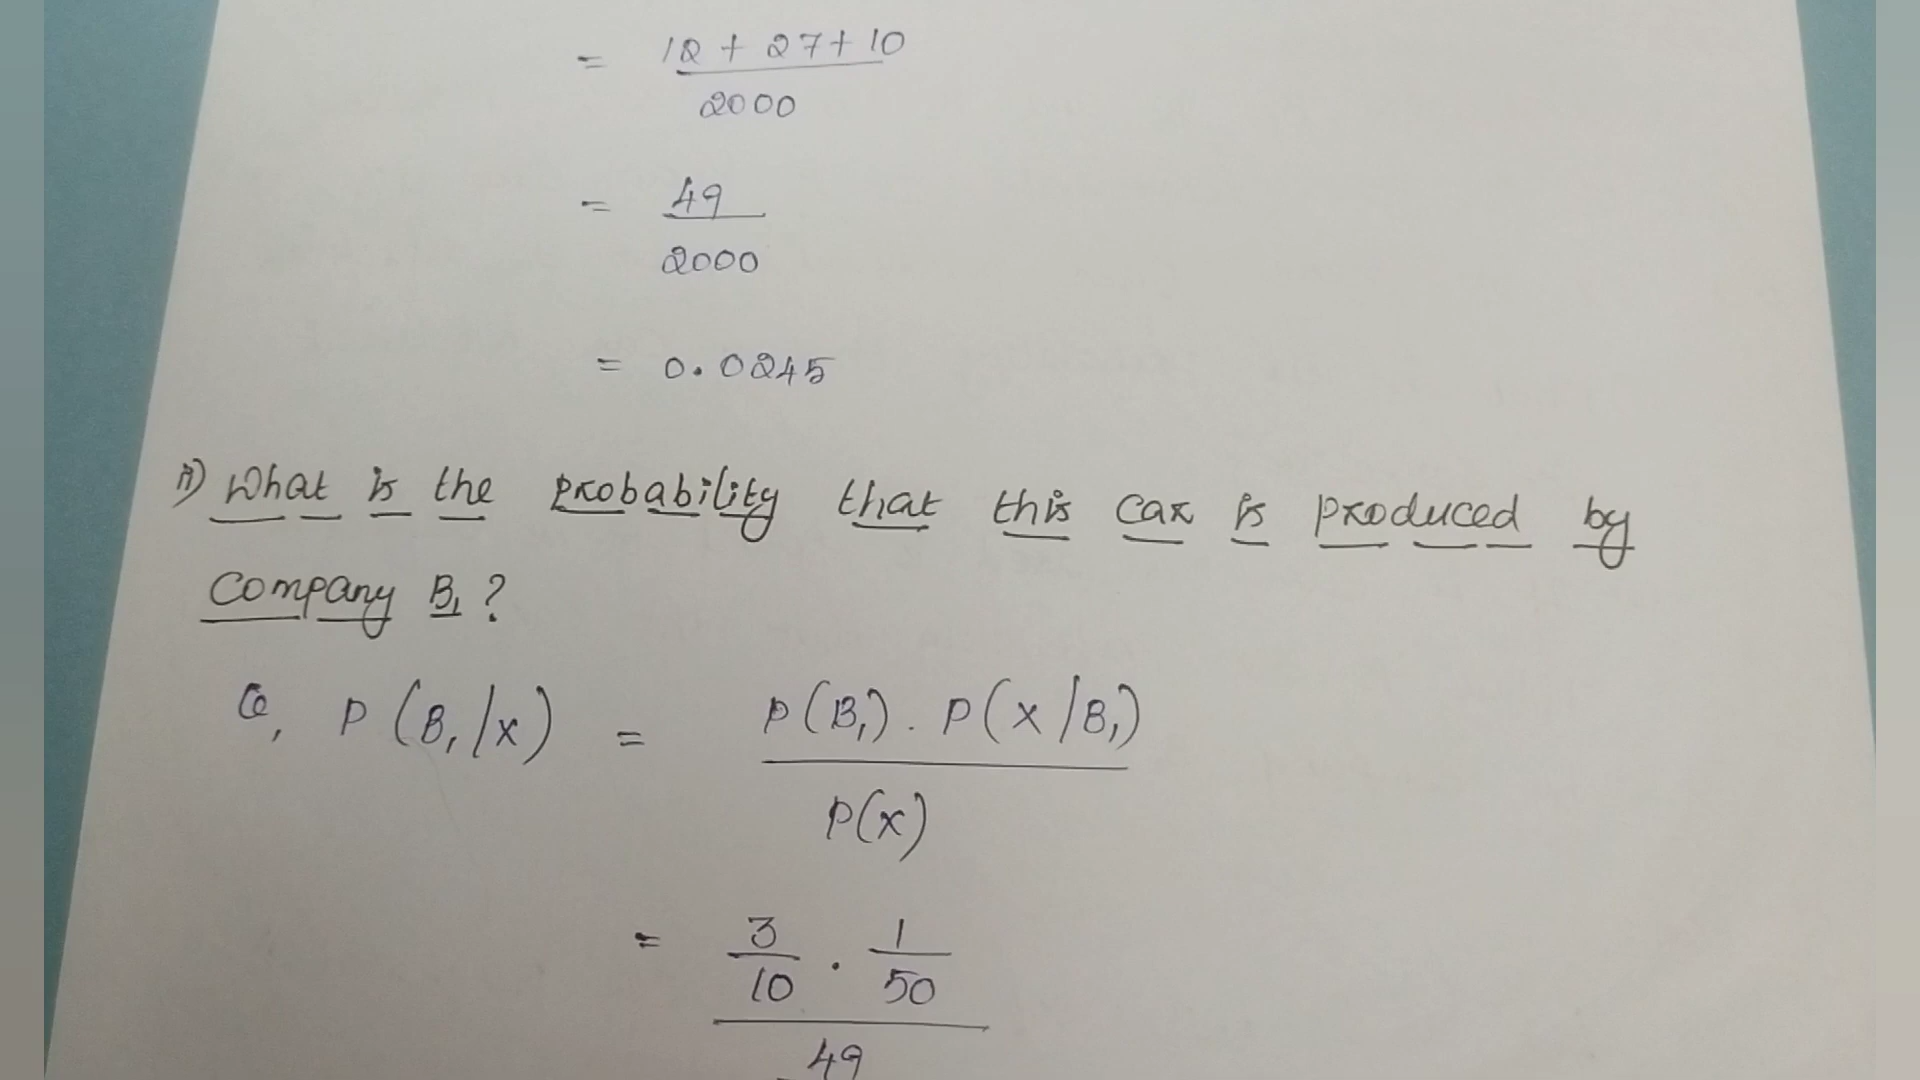 = 12 + 27 + 10
2000
= 49
2000
= 0.0245
ii) What is the probability that this car is produced by
Company B₁ ?
P (B₁/X) = P(B₁) . P(X/B₁)
P(X)
= 3/10 . 1/50
49